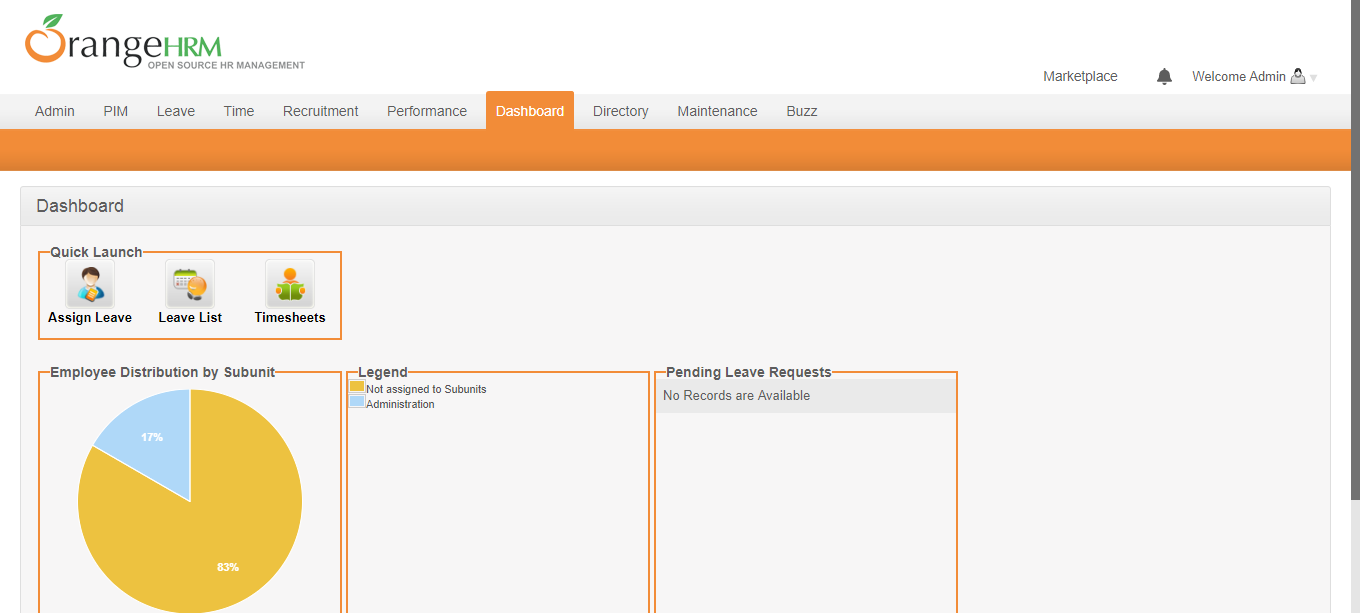 OrangeHRM
OPEN SOURCE HR MANAGEMENT
Marketplace
Welcome Admin
Admin PIM Leave Time Recruitment Performance Dashboard Directory Maintenance Buzz
Dashboard
Quick Launch
Assign Leave Leave List Timesheets
Employee Distribution by Subunit
17%
83%
Legend
Not assigned to Subunits
Administration
Pending Leave Requests
No Records are Available